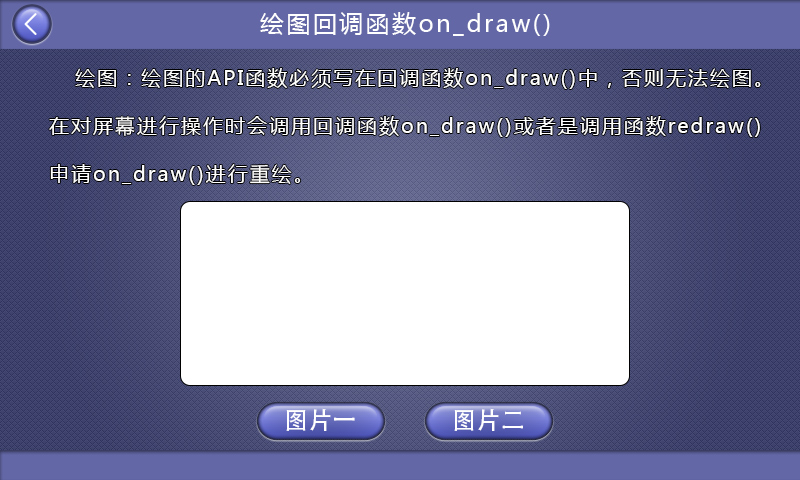 绘图回调函数on_draw()
绘图：绘图的API函数必须写在回调函数on_draw()中，否则无法绘图。
在对屏幕进行操作时会调用回调函数on_draw()或者是调用函数redraw()
申请on_draw()进行重绘。
图片一
图片二